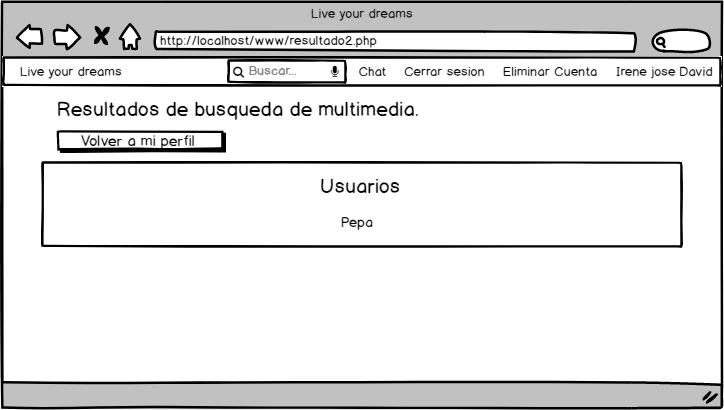 Live your dreams
http://localhost/www/resultado2.php
Live your dreams Buscar... Chat Cerrar sesion Eliminar Cuenta Irene jose David
Resultados de busqueda de multimedia.
Volver a mi perfil
Usuarios
Pepa